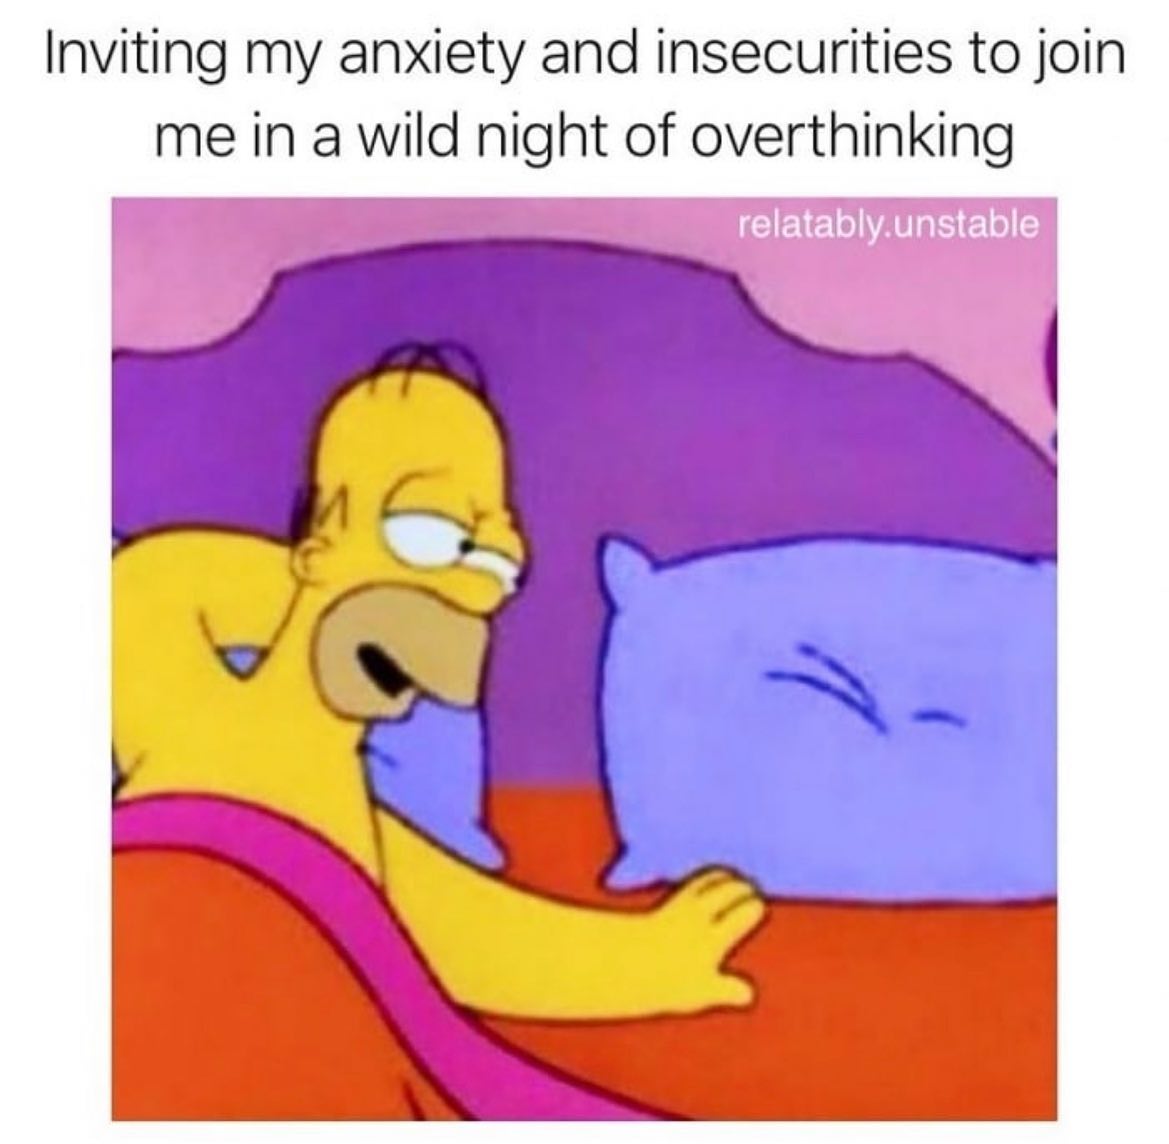 Inviting my anxiety and insecurities to join
me in a wild night of overthinking
relatably.unstable